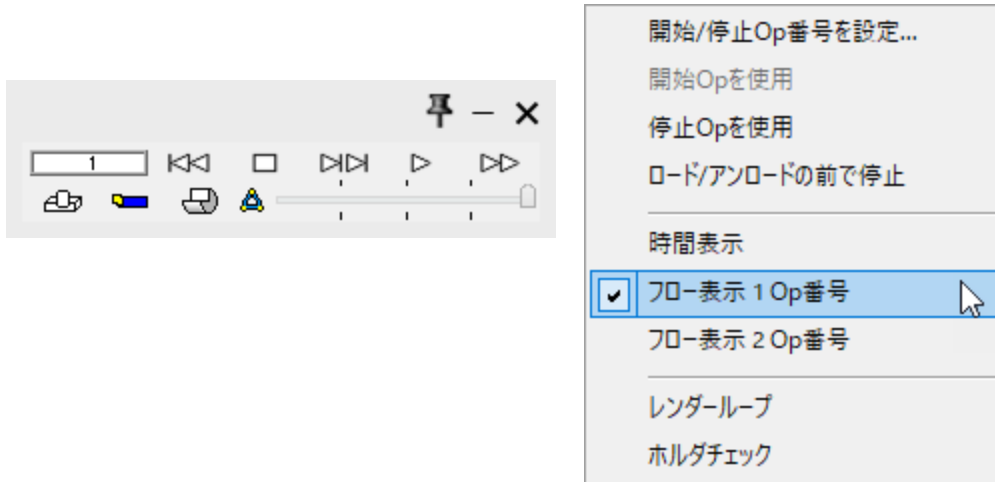 1
開始/停止Op番号を設定...
開始Opを使用
停止Opを使用
ロード/アンロードの前で停止
時間表示
フロー表示 1 Op番号
フロー表示 2 Op番号
レンダーループ
ホルダチェック